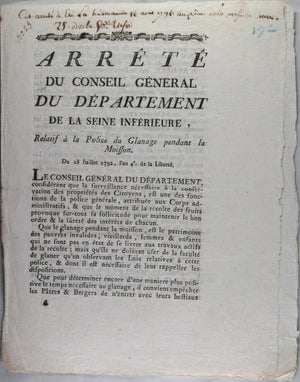 ARRÊTÉ
DU CONSEIL GÉNÉRAL
DU DÉPARTEMENT
DE LA SEINE INFÉRIEURE,
Relatif à la Police du Glanage pendant la
Moisson.
Du 28 Juillet 1792, l'an 4e. de la Liberté.
LE CONSEIL GÉNÉRAL DU DÉPARTEMENT,
considérant que la surveillance nécessaire à la conser-
vation des propriétés des Citoyens, est une des fonc-
tions de la police générale, attribuée aux Corps ad-
ministratifs, & que le moment de la récolte des fruits
provoque sur-tout sa sollicitude pour maintenir le bon
ordre & la sûreté des intérêts de chacun.
Que le glanage pendant la moisson, est le patrimoine
des pauvres invalides, vieillards, femmes & enfants
qui ne sont pas en état de se livrer aux travaux actifs
de la récolte; mais qu'ils ne doivent user de la faculté
de glaner qu'en observant les Lois relatives à cette
police, & dont il est nécessaire de leur rappeller les
dispositions.
Que pour déterminer encore d'une manière plus posi-
tive le temps nécessaire au glanage, il convient empêcher
les Pâtres & Bergers de n'entrer avec leurs bestiaux